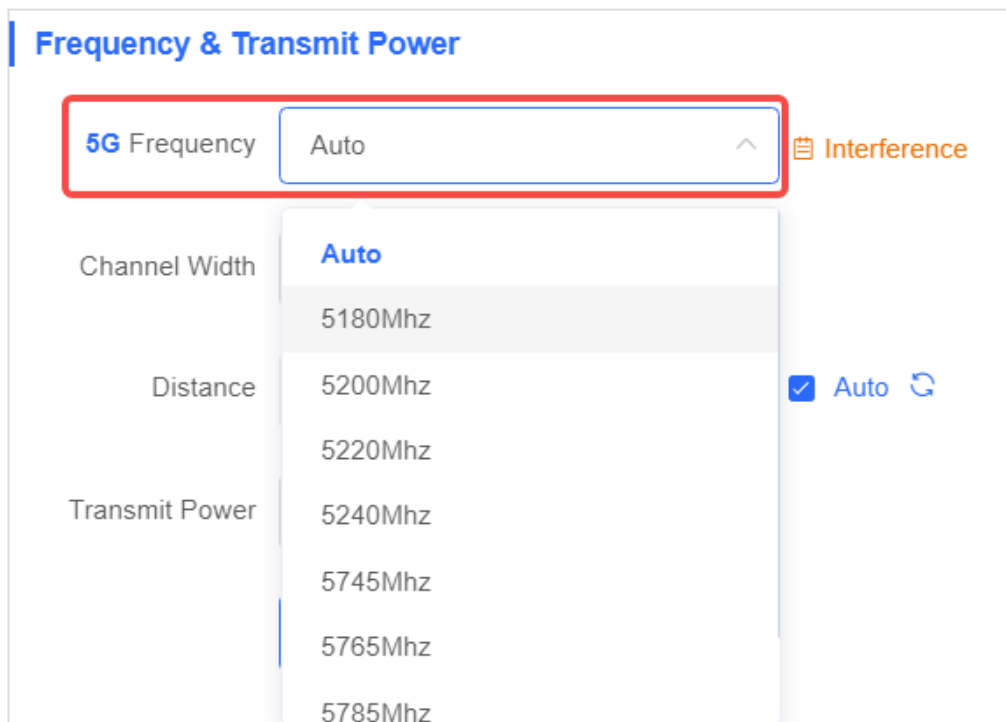 Frequency & Transmit Power
5G Frequency Auto Interference
Auto
Channel Width
5180Mhz
5200Mhz
Distance Auto
5220Mhz
Transmit Power
5240Mhz
5745Mhz
5765Mhz
5785Mhz